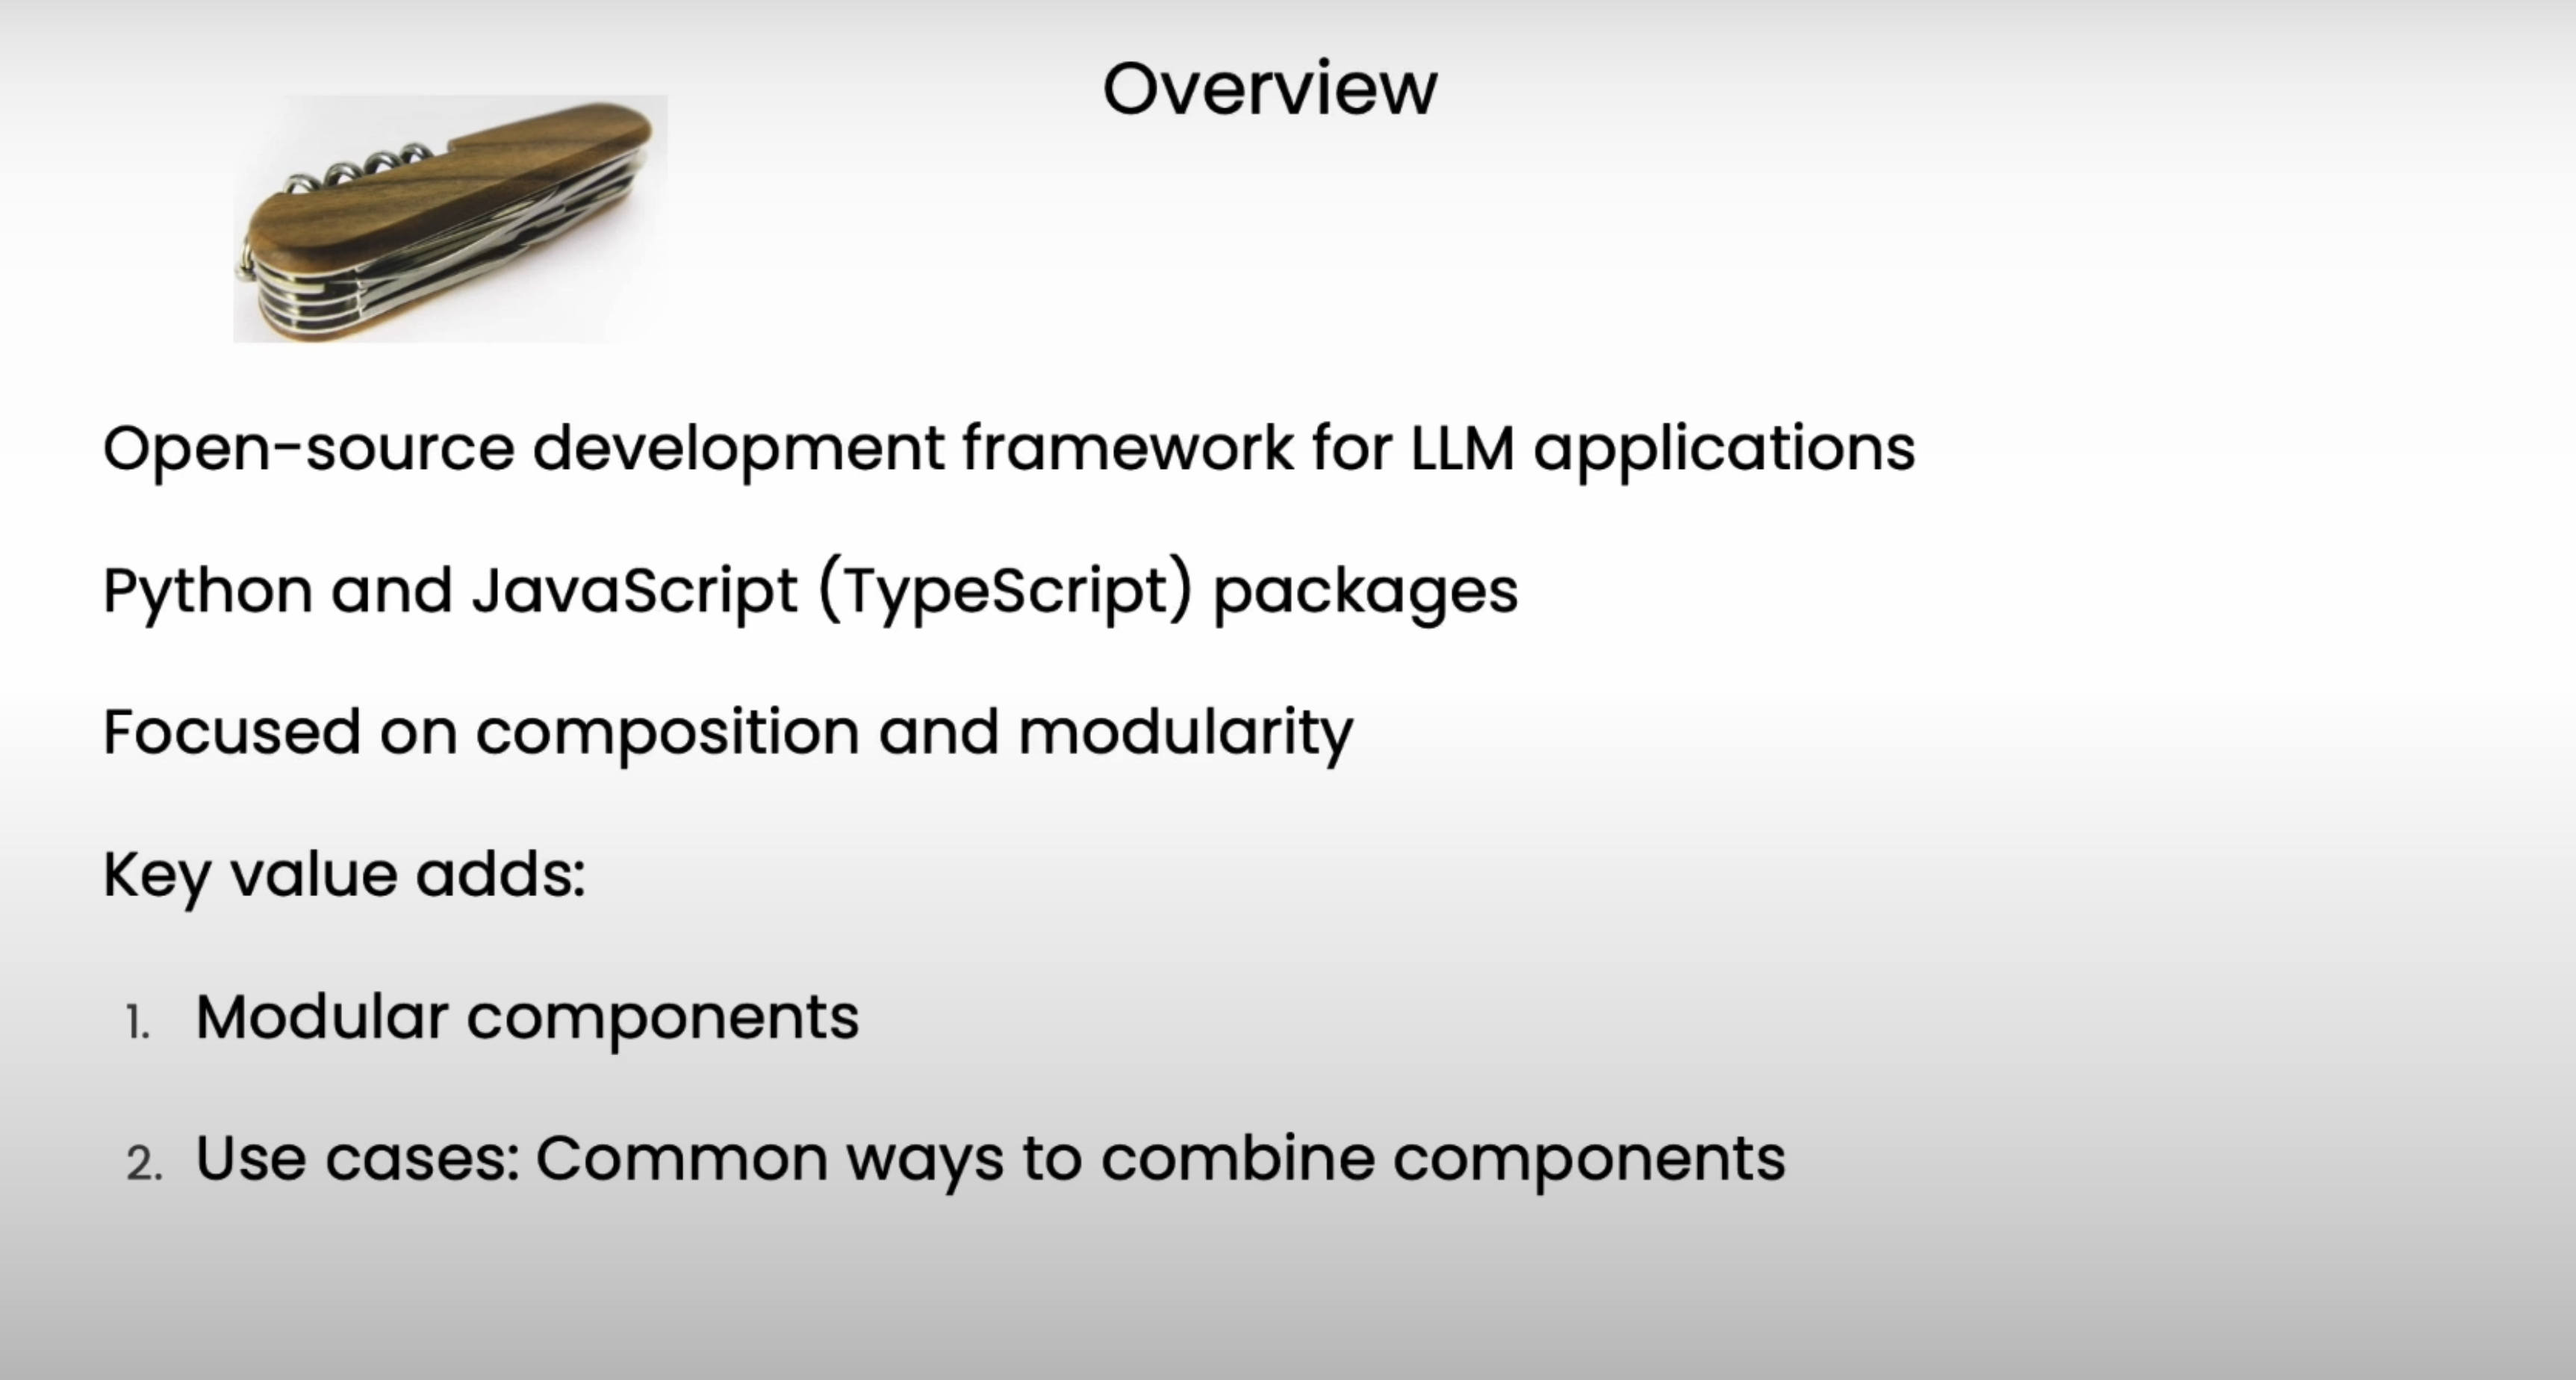 Overview
Open-source development framework for LLM applications
Python and JavaScript (TypeScript) packages
Focused on composition and modularity
Key value adds:
1. Modular components
2. Use cases: Common ways to combine components